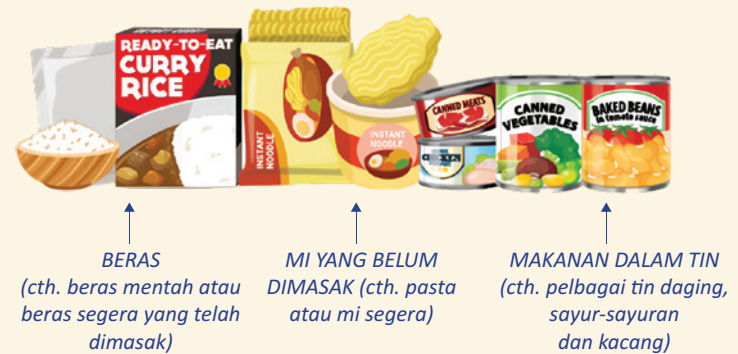 READY-TO-EAT
CURRY
RICE
INSTANT
NOODLE
INSTANT
NOODLE
CANNED MEATS
CANNED
VEGETABLES
BAKED BEANS
in tomato sauce
BERAS
(cth. beras mentah atau
beras segera yang telah
dimasak)
MI YANG BELUM
DIMASAK (cth. pasta
atau mi segera)
MAKANAN DALAM TIN
(cth. pelbagai tin daging,
sayur-sayuran
dan kacang)